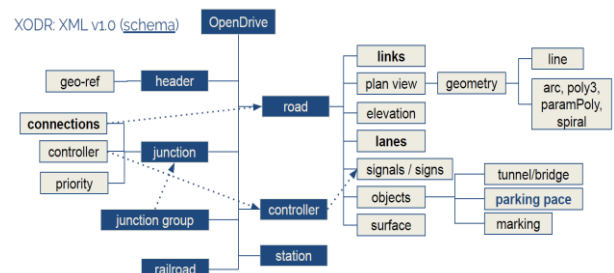 XODR: XML v1.0 (schema)
OpenDrive
links
line
geo-ref
header
plan view
geometry
arc, poly3,
paramPoly,
spiral
road
elevation
connections
lanes
controller
junction
signals / signs
tunnel/bridge
priority
objects
parking pace
junction group
controller
surface
marking
station
railroad